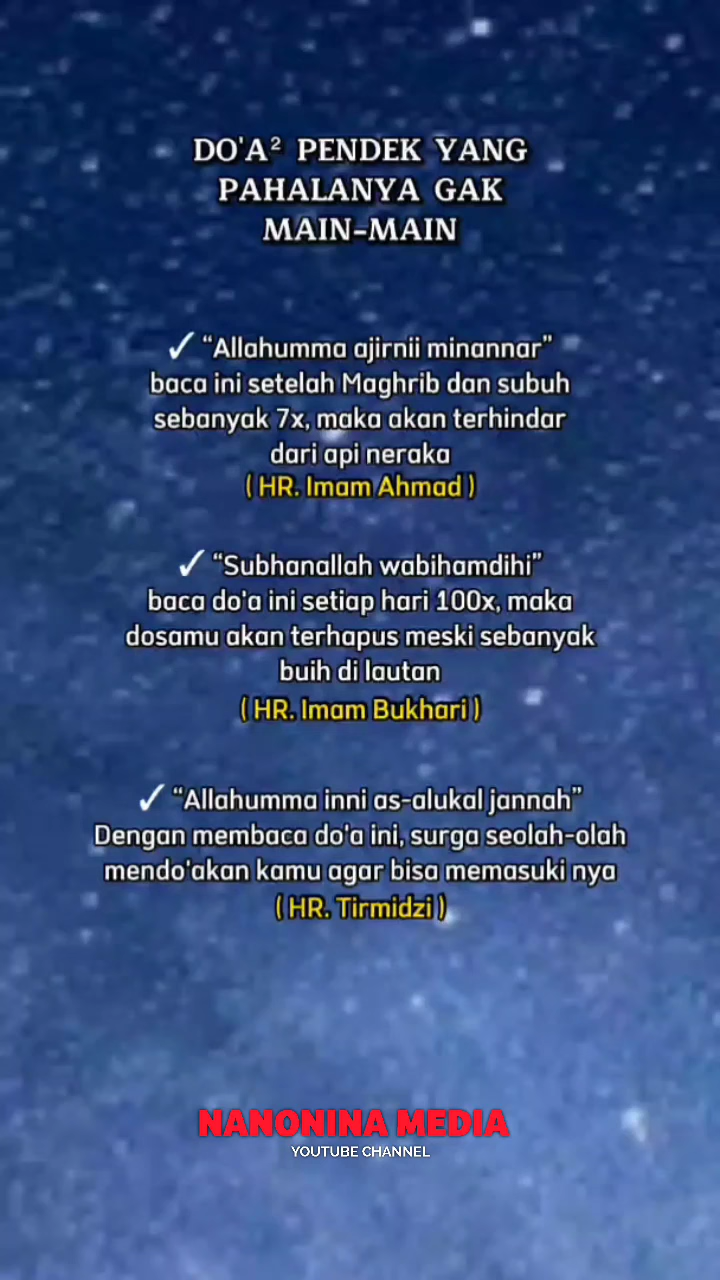 DO'A² PENDEK YANG
PAHALANYA GAK
MAIN-MAIN
✓ “Allahumma ajirnii minannar”
baca ini setelah Maghrib dan subuh
sebanyak 7x, maka akan terhindar
dari api neraka
( HR. Imam Ahmad )
✓ “Subhanallah wabihamdihi”
baca do'a ini setiap hari 100x, maka
dosamu akan terhapus meski sebanyak
buih di lautan
( HR. Imam Bukhari )
✓ “Allahumma inni as-alukal jannah”
Dengan membaca do'a ini, surga seolah-olah
mendo'akan kamu agar bisa memasuki nya
( HR. Tirmidzi )
NANONINA MEDIA
YOUTUBE CHANNEL